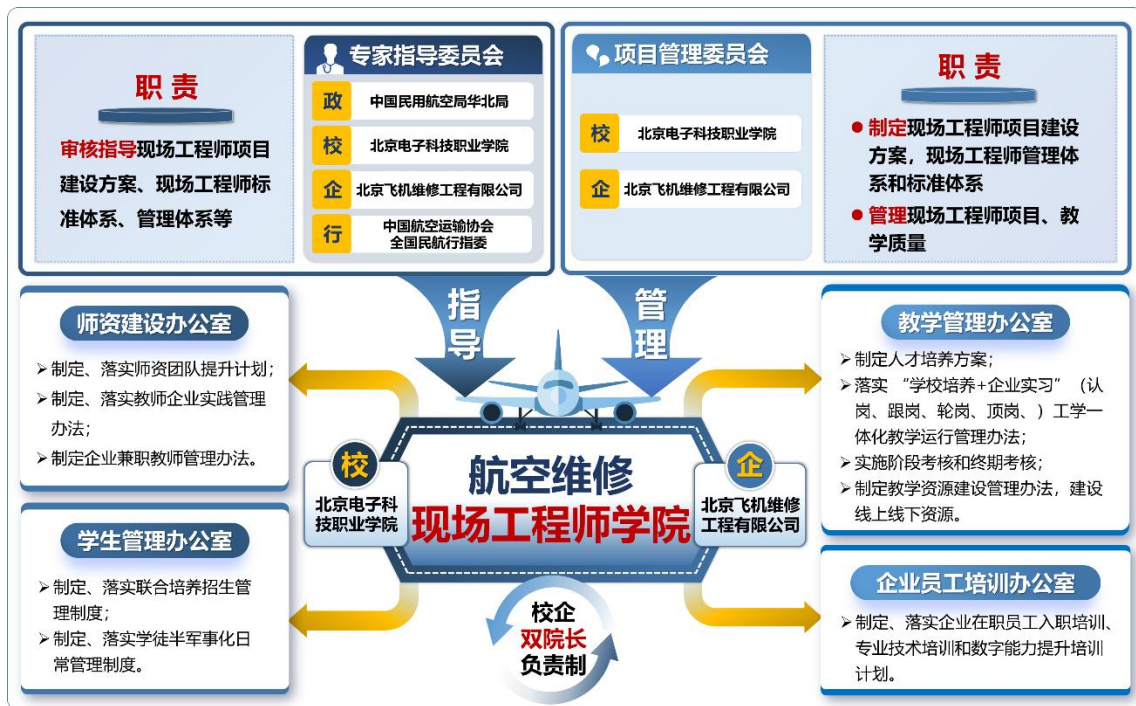 职 责
审核指导现场工程师项目
建设方案、现场工程师标
准体系、管理体系等
专家指导委员会
政 中国民用航空局华北局
校 北京电子科技职业学院
企 北京飞机维修工程有限公司
行 中国航空运输协会
全国民航行指委
项目管理委员会
校 北京电子科技职业学院
企 北京飞机维修工程有限公司
职 责
● 制定现场工程师项目建设
方案，现场工程师管理体
系和标准体系
● 管理现场工程师项目、教
学质量
指导
管理
师资建设办公室
➢ 制定、落实师资团队提升计划；
➢ 制定、落实教师企业实践管理
办法；
➢ 制定企业兼职教师管理办法。
学生管理办公室
➢ 制定、落实联合培养招生管
理制度；
➢ 制定、落实学徒半军事化日
常管理制度。
校
北京电子科
技职业学院
航空维修
现场工程师学院
企
北京飞机维修
工程有限公司
校企
双院长
负责制
教学管理办公室
➢ 制定人才培养方案；
➢ 落实 “学校培养+企业实习”（认
岗、跟岗、轮岗、顶岗、）工学一
体化教学运行管理办法；
➢ 实施阶段考核和终期考核；
➢ 制定教学资源建设管理办法，建设
线上线下资源。
企业员工培训办公室
➢ 制定、落实企业在职员工入职培训、
专业技术培训和数字能力提升培训
计划。